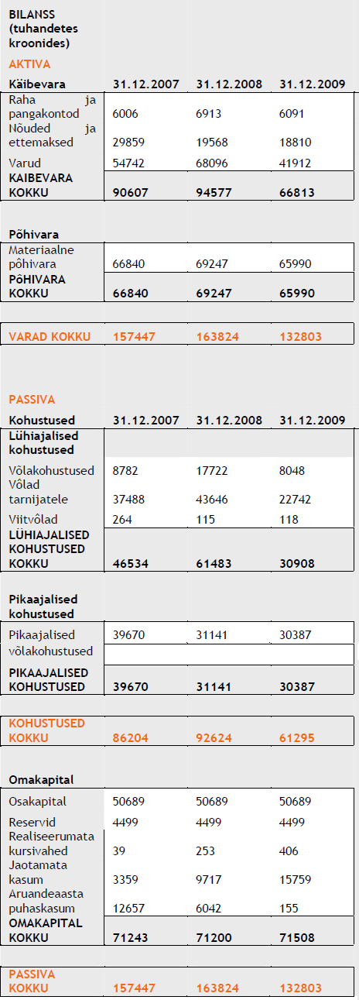 BILANSS
(tuhandetes
kroonides)
AKTIVA
Käibevara 31.12.2007 31.12.2008 31.12.2009
Raha ja
pangakontod 6006 6913 6091
Nõuded ja
ettemaksed 29859 19568 18810
Varud 54742 68096 41912
KAIBEVARA
KOKKU 90607 94577 66813
Põhivara
Materiaalne
pôhivara 66840 69247 65990
PôHIVARA
KOKKU 66840 69247 65990
VARAD KOKKU 157447 163824 132803
PASSIVA
Kohustused 31.12.2007 31.12.2008 31.12.2009
Lühiajalised
kohustused
Võlakohustused 8782 17722 8048
Võlad
tarnijatele 37488 43646 22742
Viitvôlad 264 115 118
LÜHIAJALISED
KOHUSTUSED
KOKKU 46534 61483 30908
Pikaajalised
kohustused
Pikaajalised 39670 31141 30387
võlakohustused
PIKAAJALISED
KOHUSTUSED 39670 31141 30387
KOHUSTUSED
KOKKU 86204 92624 61295
Omakapital
Osakapital 50689 50689 50689
Reservid 4499 4499 4499
Realiseerumata
kursivahed 39 253 406
Jaotamata
kasum 3359 9717 15759
Aruandeaasta
puhaskasum 12657 6042 155
OMAKAPITAL
KOKKU 71243 71200 71508
PASSIVA
KOKKU 157447 163824 132803